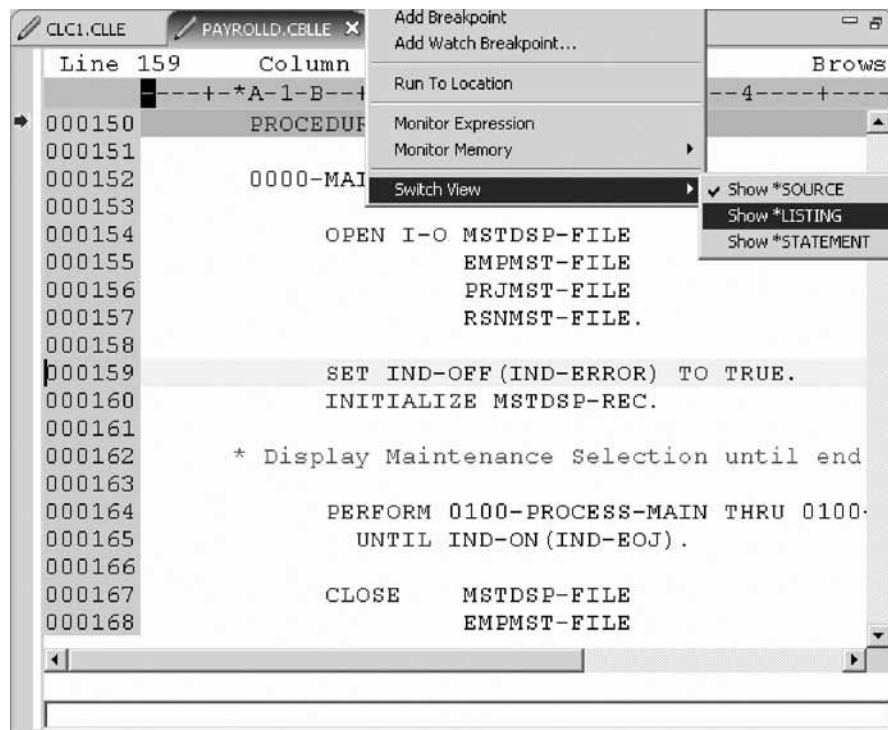 CLC1.CLLE PAYROLLD.CBLLE
Add Breakpoint
Add Watch Breakpoint...
Run To Location
Monitor Expression
Monitor Memory
Switch View
Show *SOURCE
Show *LISTING
Show *STATEMENT
Line 159 Column Brows
----+-*A-1-B--+ --4----+----
000150 PROCEDUR
000151
000152 0000-MAI
000153
000154 OPEN I-O MSTDSP-FILE
000155 EMPMST-FILE
000156 PRJMST-FILE
000157 RSNMST-FILE.
000158
000159 SET IND-OFF(IND-ERROR) TO TRUE.
000160 INITIALIZE MSTDSP-REC.
000161
000162 * Display Maintenance Selection until end
000163
000164 PERFORM 0100-PROCESS-MAIN THRU 0100-
000165 UNTIL IND-ON(IND-EOJ).
000166
000167 CLOSE MSTDSP-FILE
000168 EMPMST-FILE